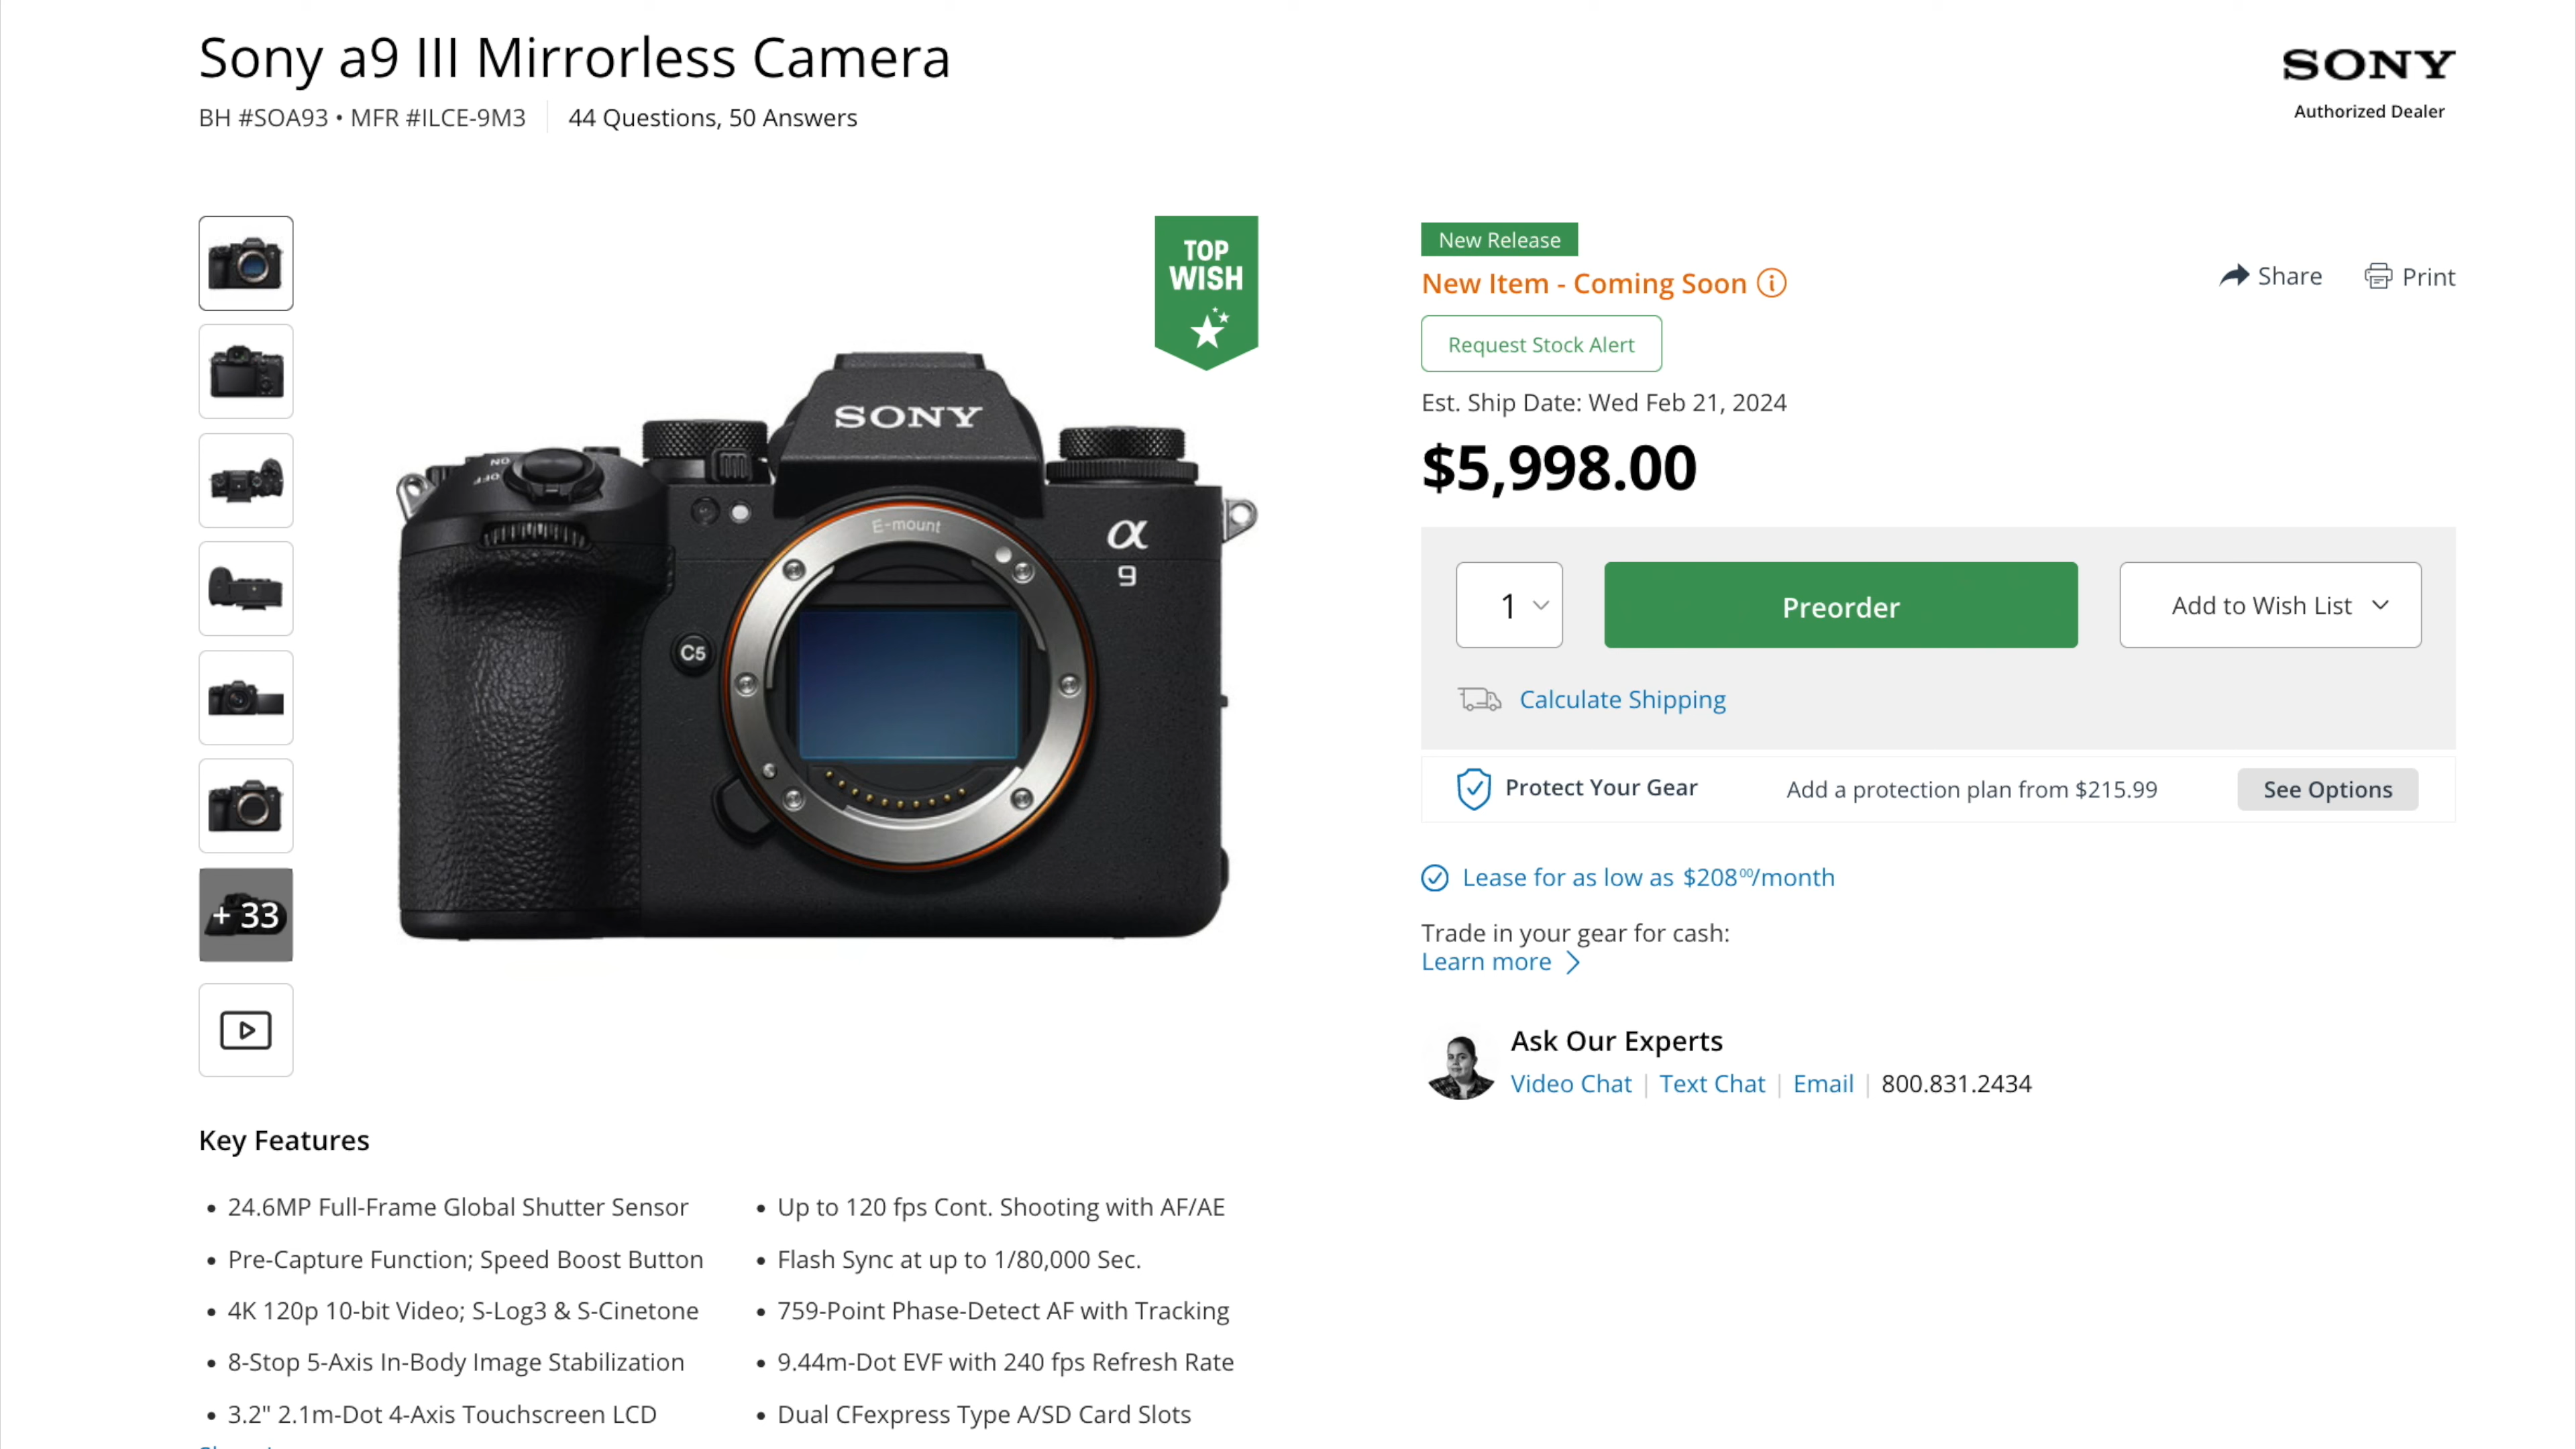 Sony a9 III Mirrorless Camera
BH #SOA93 • MFR #ILCE-9M3
44 Questions, 50 Answers
SONY
Authorized Dealer
TOP
WISH
ON
OFF
SONY
E-mount
α
9
C5
+ 33
New Release
New Item - Coming Soon
Share
Print
Request Stock Alert
Est. Ship Date: Wed Feb 21, 2024
$5,998.00
1
Preorder
Add to Wish List
Calculate Shipping
Protect Your Gear
Add a protection plan from $215.99
See Options
Lease for as low as $208⁰⁰/month
Trade in your gear for cash:
Learn more
Ask Our Experts
Video Chat | Text Chat | Email | 800.831.2434
Key Features
• 24.6MP Full-Frame Global Shutter Sensor
• Pre-Capture Function; Speed Boost Button
• 4K 120p 10-bit Video; S-Log3 & S-Cinetone
• 8-Stop 5-Axis In-Body Image Stabilization
• 3.2" 2.1m-Dot 4-Axis Touchscreen LCD
• Up to 120 fps Cont. Shooting with AF/AE
• Flash Sync at up to 1/80,000 Sec.
• 759-Point Phase-Detect AF with Tracking
• 9.44m-Dot EVF with 240 fps Refresh Rate
• Dual CFexpress Type A/SD Card Slots